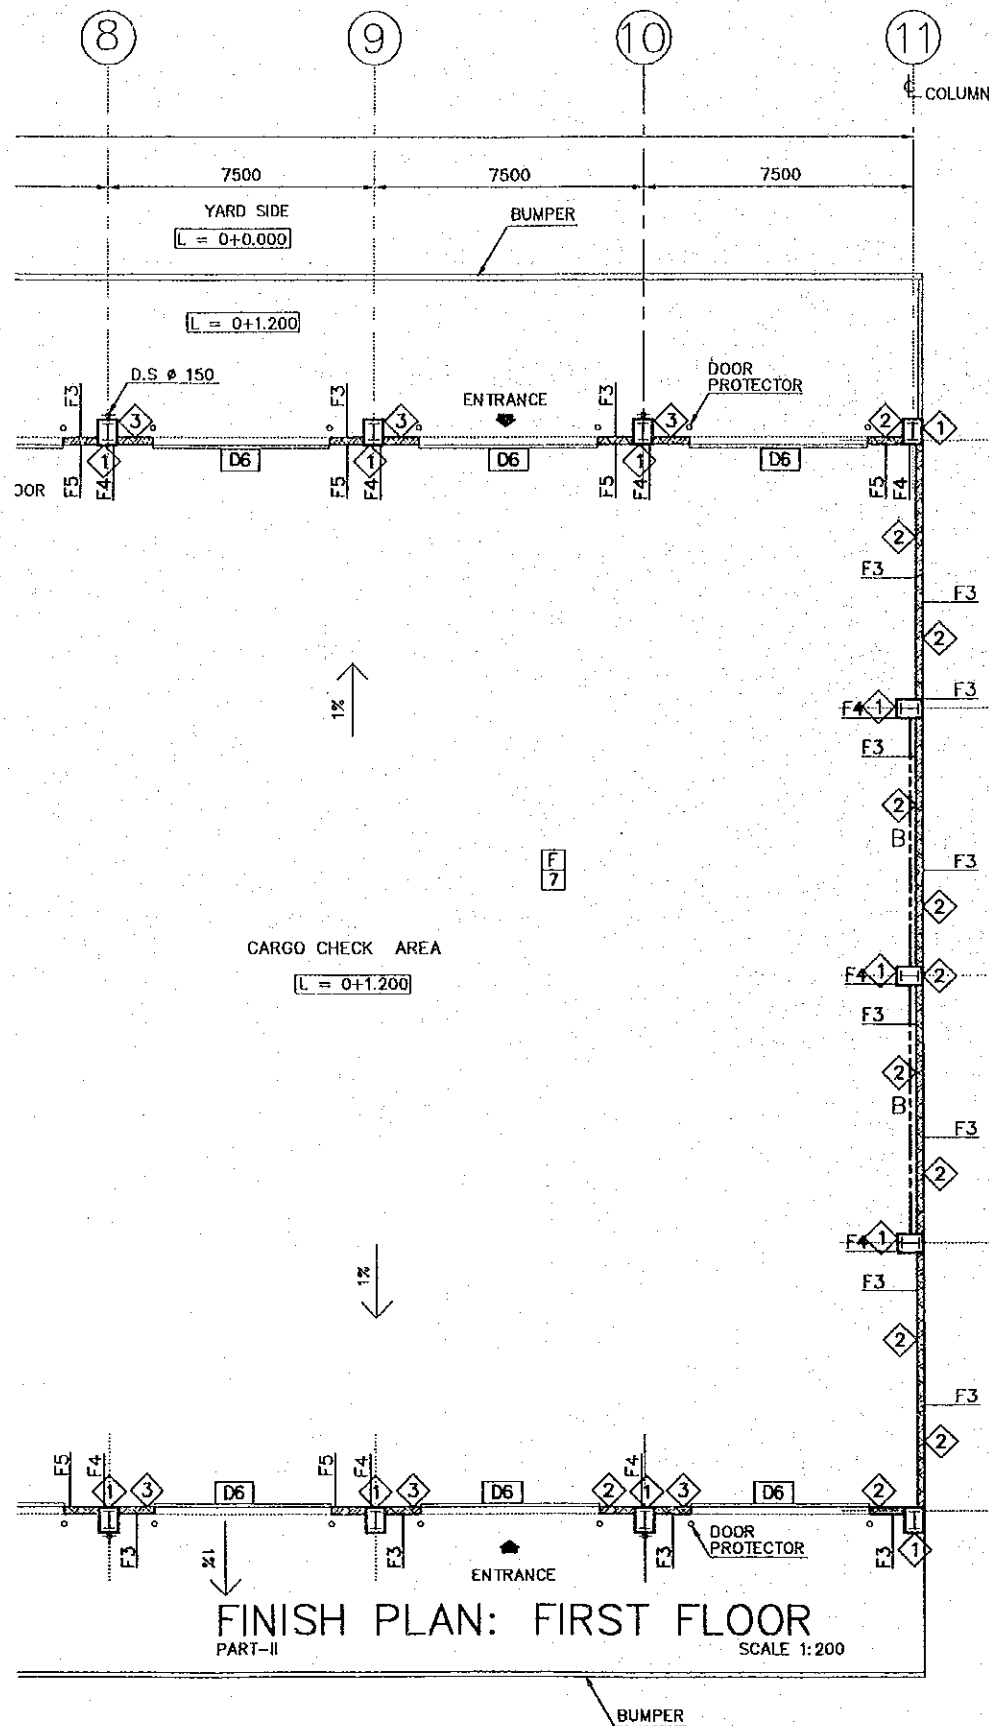 8 9 10 11
℄ COLUMN
7500 7500 7500
YARD SIDE
L = 0+0.000
BUMPER
L = 0+1.200
D.S ø 150
DOOR
PROTECTOR
F3 F3 ENTRANCE
3 3 3 2 1
1 D6 1 D6 1 D6
F5 F4 F5 F4 F5 F4 F5 F4
OOR
2
F3
F3
2
F3
1% F4 1
F3
2
B
F
7
F3
2
CARGO CHECK AREA
F4 1 2
L = 0+1.200
F3
2
B
F3
2
F4 1
1%
F3
2
F3
2
F5 F4 F5 F4 F4
1 3 D6 1 3 D6 2 1 3 D6 2
DOOR
PROTECTOR
1% F3 F3 F3 F3 1
ENTRANCE
FINISH PLAN: FIRST FLOOR
PART-II SCALE 1:200
BUMPER